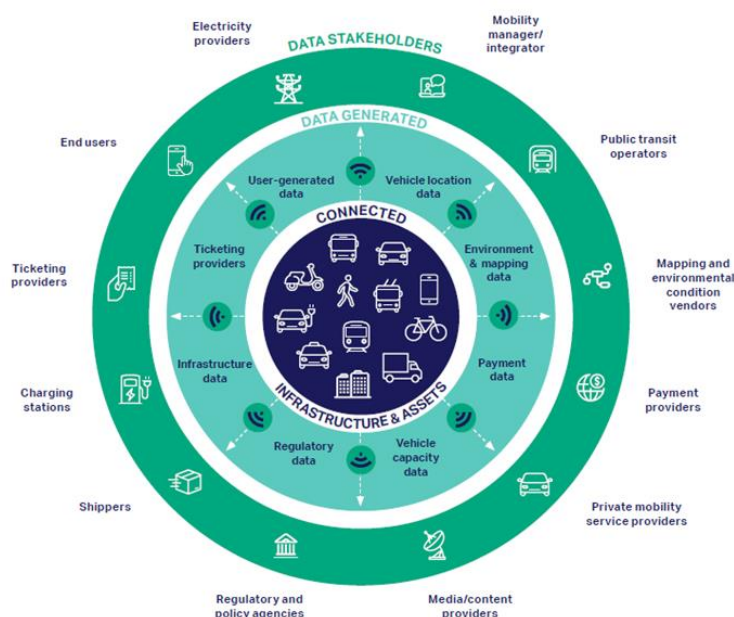 Electricity
providers
DATA STAKEHOLDERS
Mobility
manager/
integrator
DATA GENERATED
End users
Public transit
operators
User-generated
data
Vehicle location
data
CONNECTED
Ticketing
providers
Environment
& mapping
data
Ticketing
providers
Mapping and
environmental
condition
vendors
Infrastructure
data
Payment
data
INFRASTRUCTURE & ASSETS
Charging
stations
Payment
providers
Regulatory
data
Vehicle
capacity
data
Shippers
Private mobility
service providers
Regulatory and
policy agencies
Media/content
providers